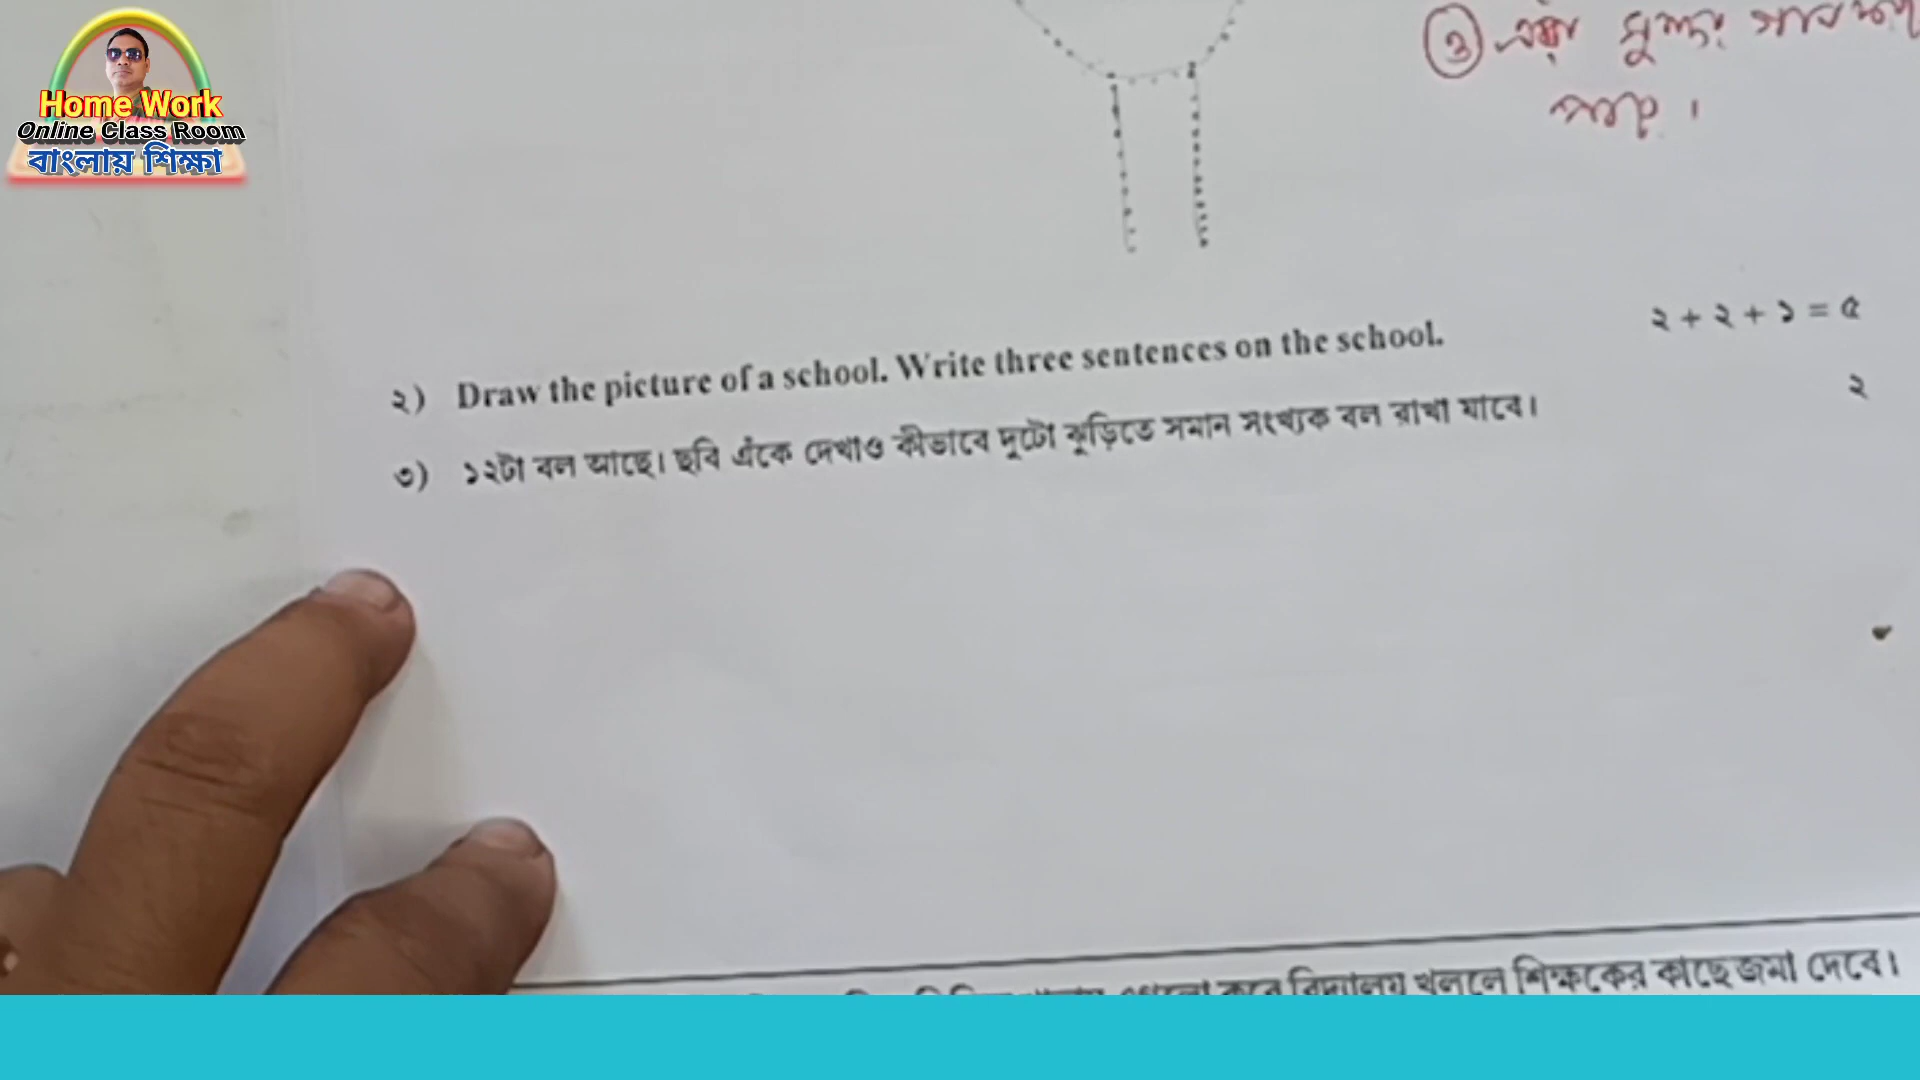 Home Work
Online Class Room
বাংলায় শিক্ষা
৩
২ + ২ + ১ = ৫
২) Draw the picture of a school. Write three sentences on the school.
২
৩) ১২টা বল আছে। ছবি এঁকে দেখাও কীভাবে দুটো ঝুড়িতে সমান সংখ্যক বল রাখা যাবে।
বিদ্যালয় খুললে শিক্ষকের কাছে জমা দেবে।